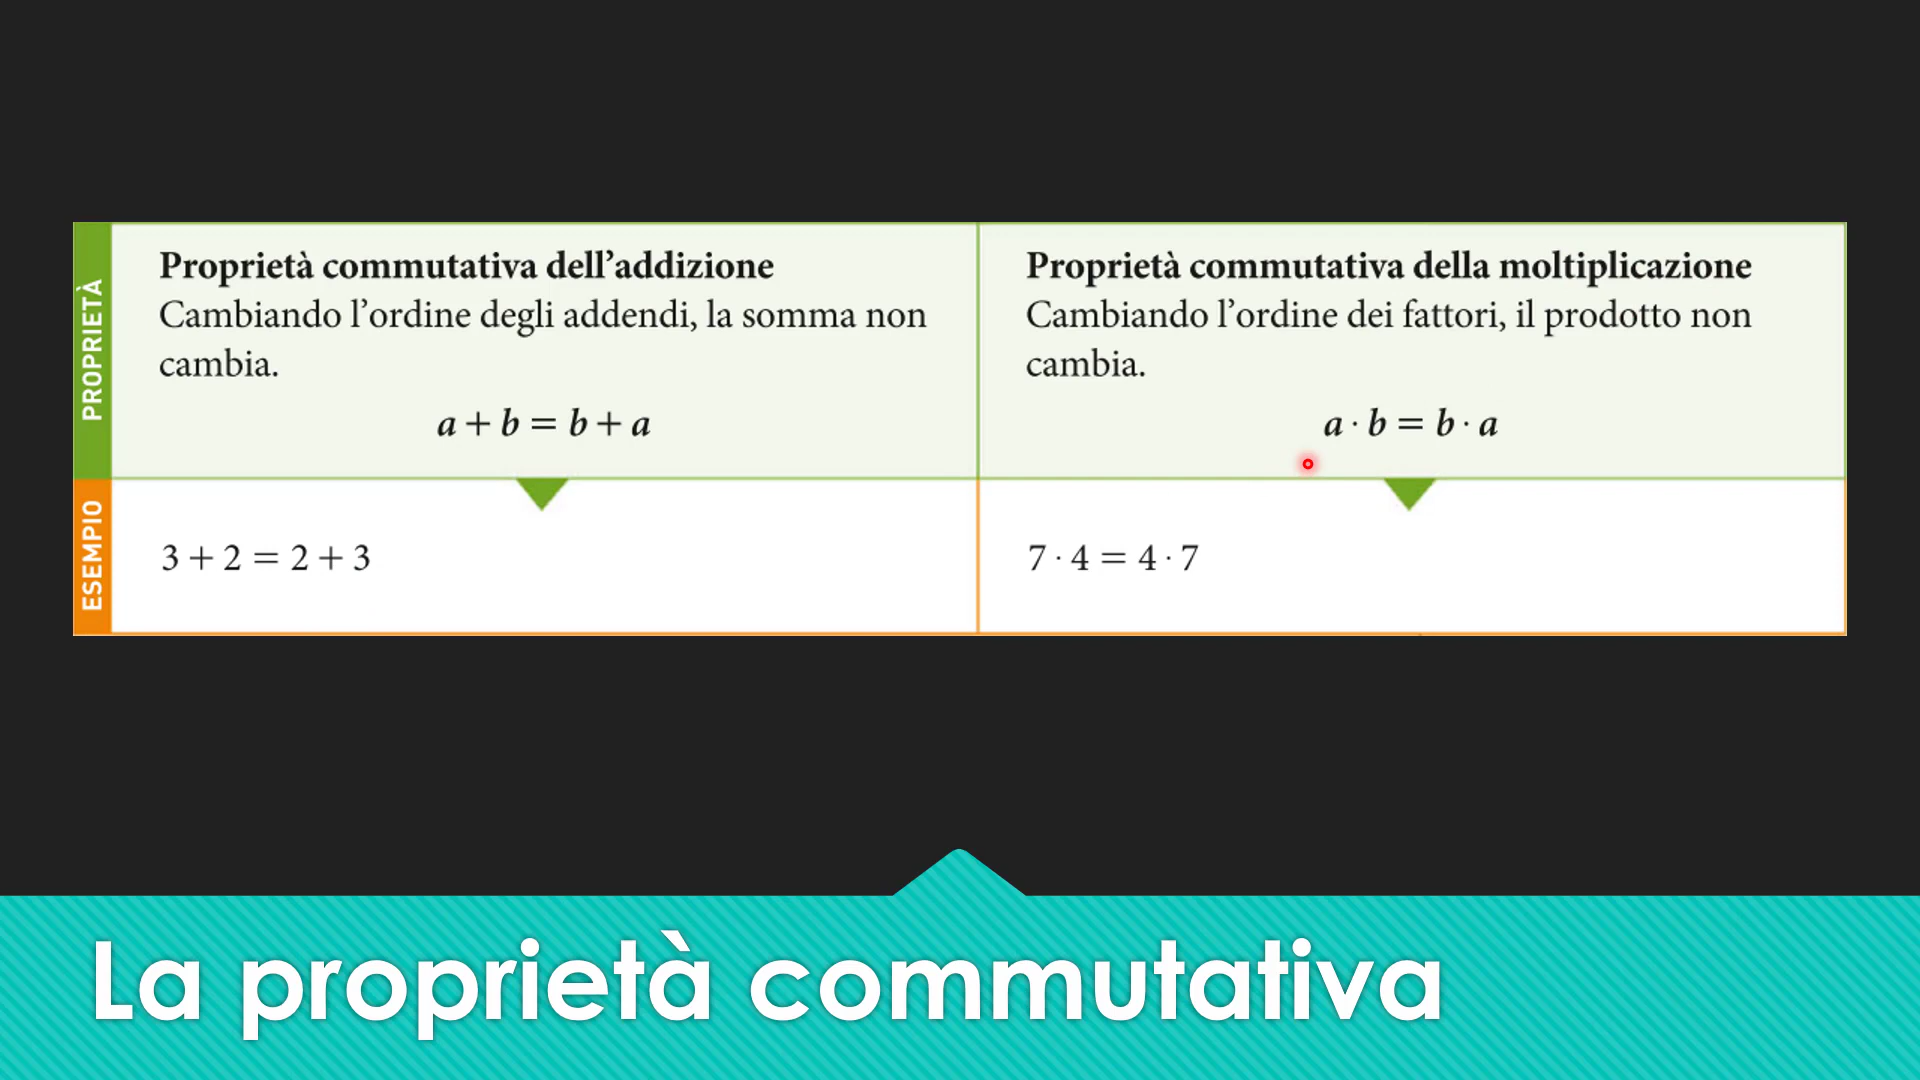 PROPRIETÀ
Proprietà commutativa dell’addizione
Cambiando l’ordine degli addendi, la somma non
cambia.
a + b = b + a
Proprietà commutativa della moltiplicazione
Cambiando l’ordine dei fattori, il prodotto non
cambia.
a · b = b · a
ESEMPIO
3 + 2 = 2 + 3
7 · 4 = 4 · 7
La proprietà commutativa